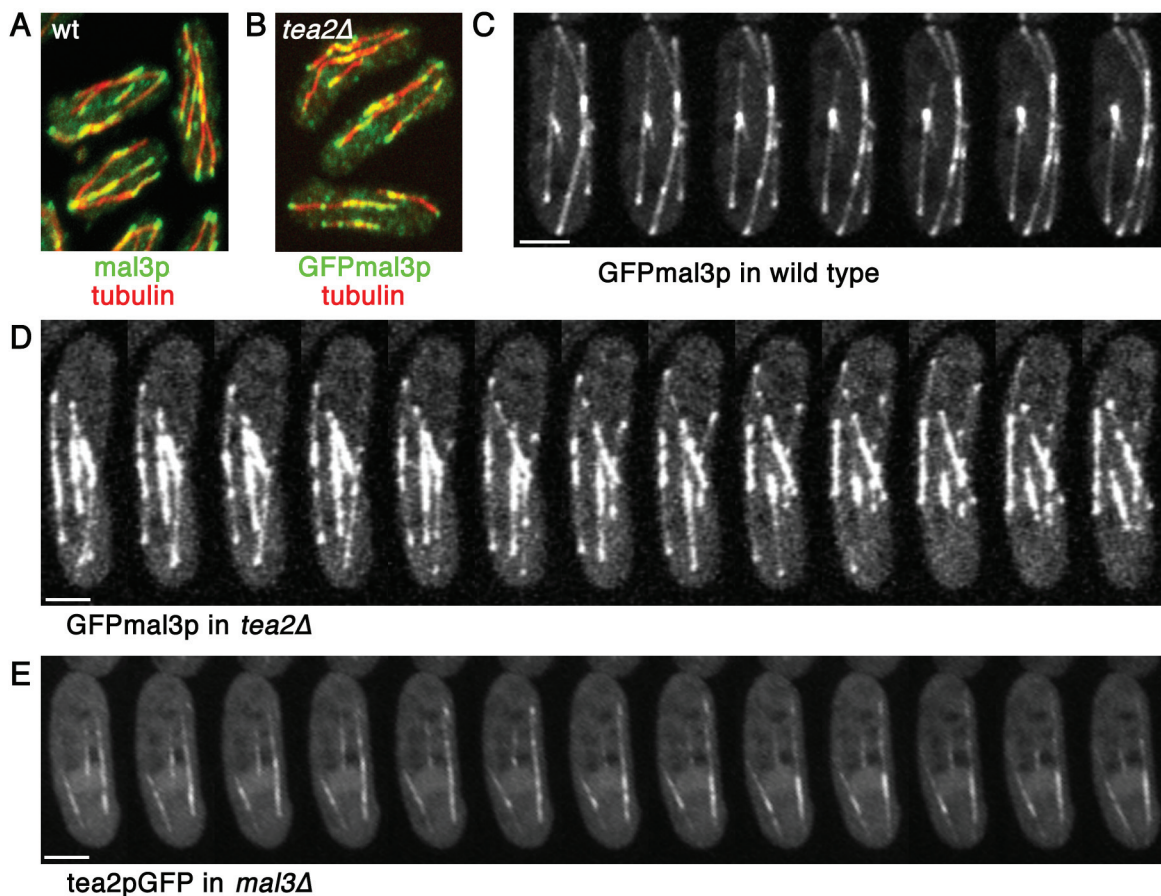 A
wt
mal3p
tubulin
B
tea2Δ
GFPmal3p
tubulin
C
GFPmal3p in wild type
D
GFPmal3p in tea2Δ
E
tea2pGFP in mal3Δ